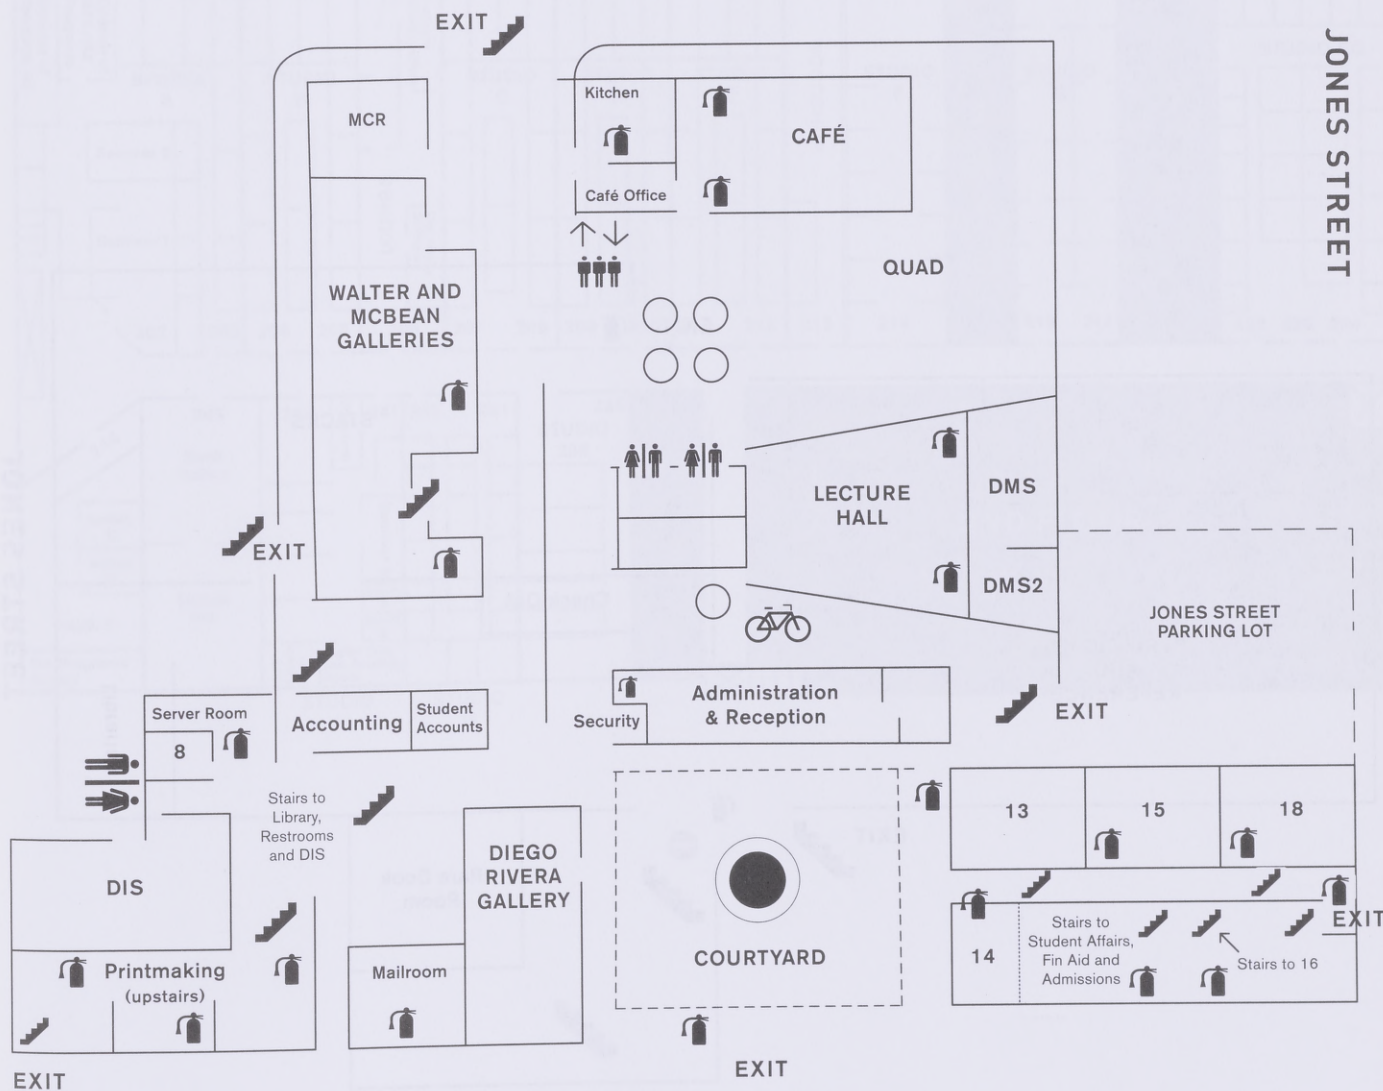 EXIT
JONES STREET
MCR
Kitchen
CAFÉ
Café Office
QUAD
WALTER AND
MCBEAN
GALLERIES
LECTURE
HALL
DMS
DMS2
EXIT
JONES STREET
PARKING LOT
Server Room
8
Accounting
Student
Accounts
Security
Administration
& Reception
EXIT
Stairs to
Library,
Restrooms
and DIS
DIS
DIEGO
RIVERA
GALLERY
13
15
18
COURTYARD
14
Stairs to
Student Affairs,
Fin Aid and
Admissions
Stairs to 16
EXIT
Printmaking
(upstairs)
Mailroom
EXIT
EXIT